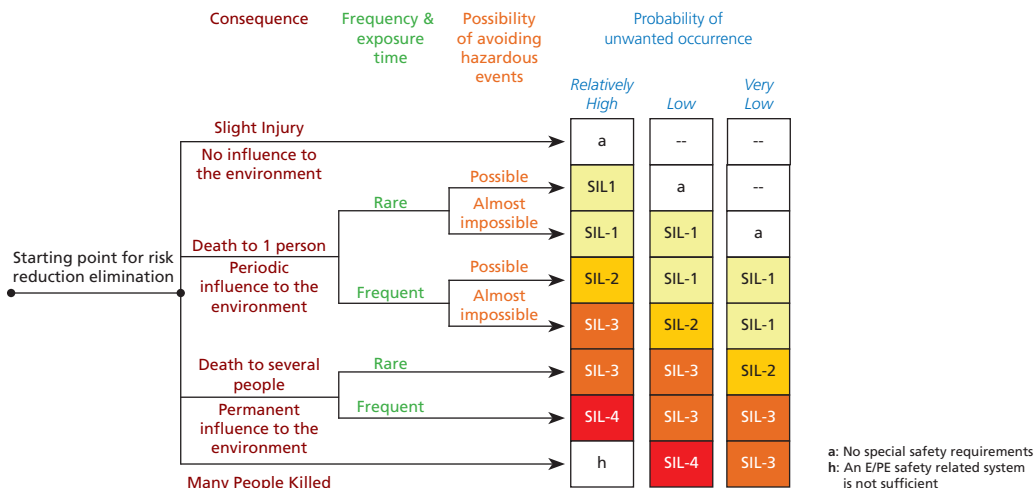 Consequence
Frequency &
exposure
time
Possibility
of avoiding
hazardous
events
Probability of
unwanted occurrence
Relatively
High
Low
Very
Low
Slight Injury
No influence to
the environment
a
--
--
Possible
SIL1
a
--
Rare
Almost
impossible
SIL-1
SIL-1
a
Death to 1 person
Starting point for risk
reduction elimination
Periodic
influence to the
environment
Possible
SIL-2
SIL-1
SIL-1
Frequent
Almost
impossible
SIL-3
SIL-2
SIL-1
Death to several
people
Rare
SIL-3
SIL-3
SIL-2
Frequent
SIL-4
SIL-3
SIL-3
Permanent
influence to the
environment
h
SIL-4
SIL-3
Many People Killed
a: No special safety requirements
h: An E/PE safety related system
is not sufficient